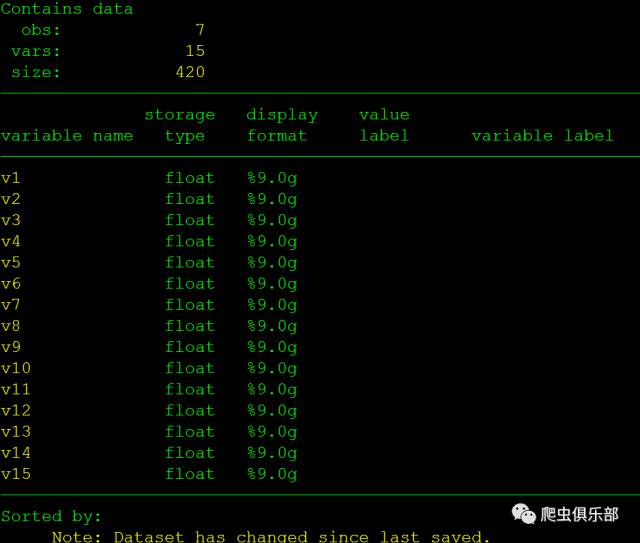 Contains data
obs: 7
vars: 15
size: 420
storage display value
variable name type format label variable label
v1 float %9.0g
v2 float %9.0g
v3 float %9.0g
v4 float %9.0g
v5 float %9.0g
v6 float %9.0g
v7 float %9.0g
v8 float %9.0g
v9 float %9.0g
v10 float %9.0g
v11 float %9.0g
v12 float %9.0g
v13 float %9.0g
v14 float %9.0g
v15 float %9.0g
Sorted by:
爬虫俱乐部
Note: Dataset has changed since last saved.